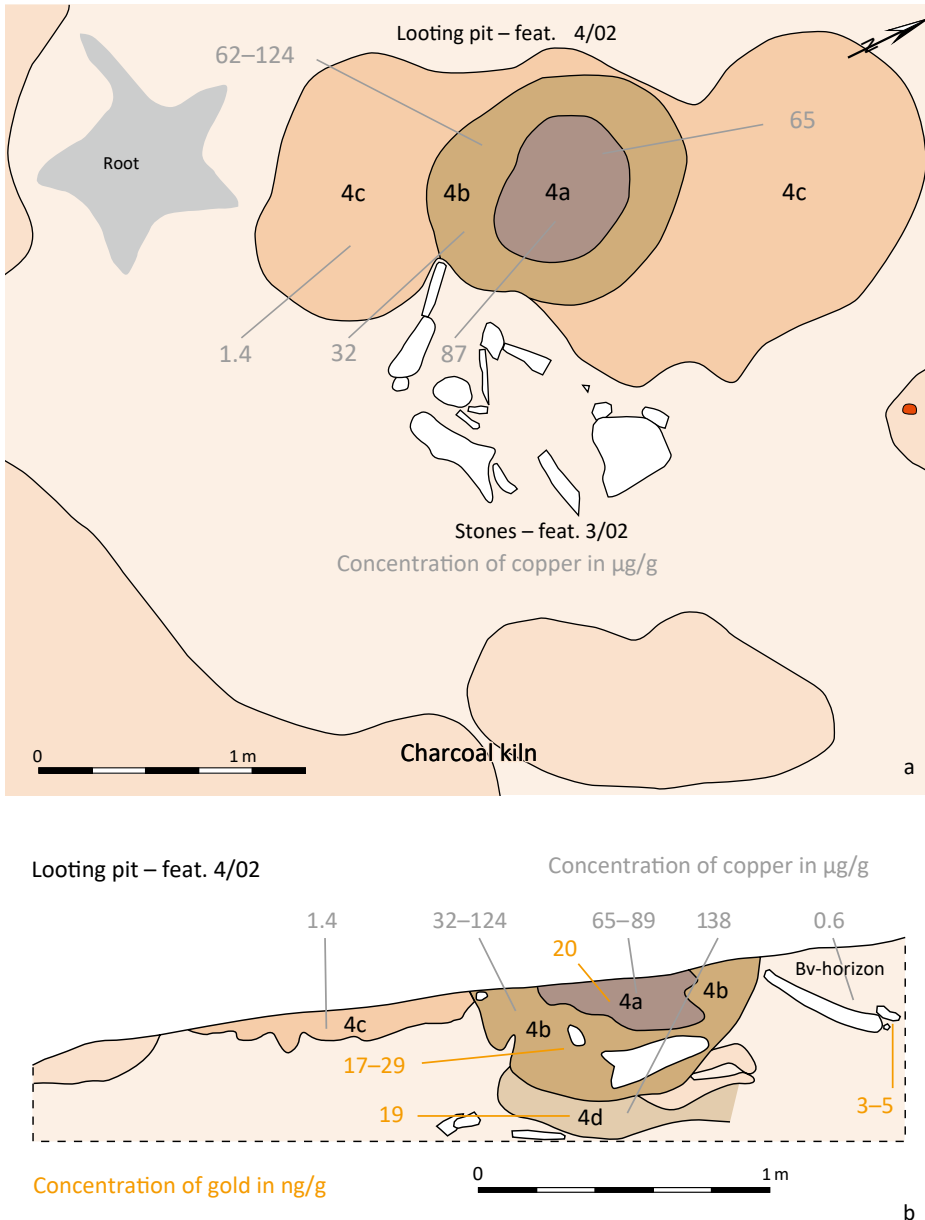 Looting pit – feat. 4/02
N
62–124
65
Root
4c
4b
4a
4c
1.4
32
87
Stones – feat. 3/02
Concentration of copper in µg/g
0
1 m
Charcoal kiln
a
Looting pit – feat. 4/02
Concentration of copper in µg/g
1.4
32–124
65–89
138
0.6
20
Bv-horizon
4a
4b
4c
4b
17–29
3–5
19
4d
0
1 m
Concentration of gold in ng/g
b